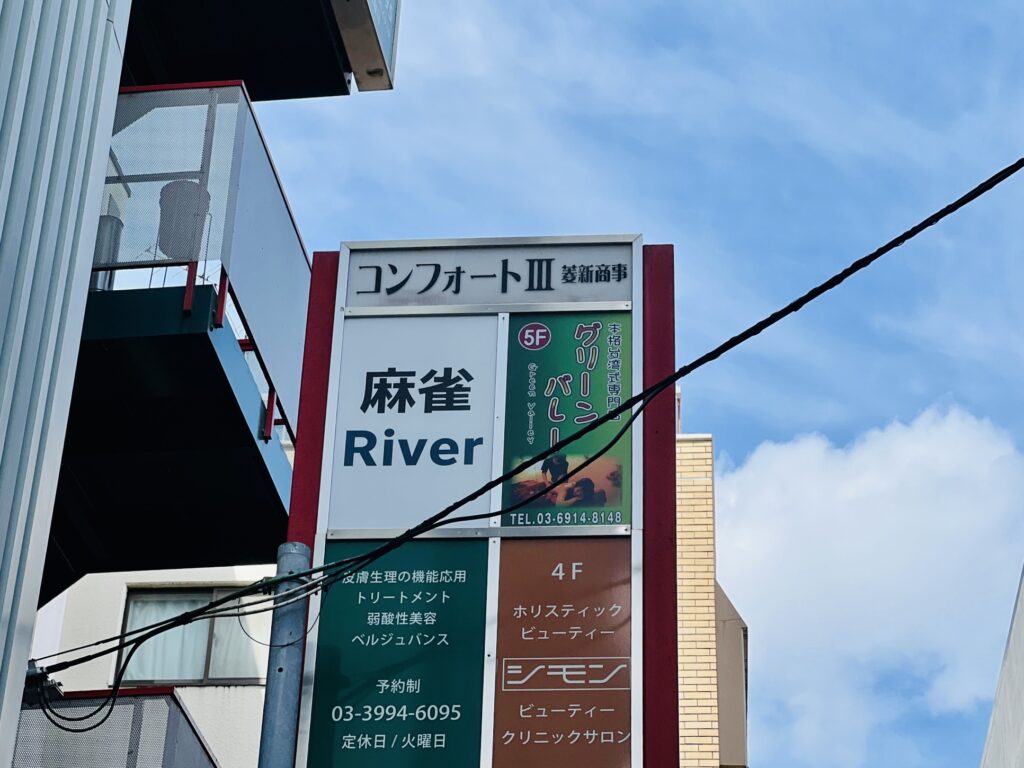 コンフォートIII 菱新商事
麻雀
River
5F
本格台湾式専門店
グリーン
バレー
Green Valley
TEL.03-6914-8148
皮膚生理の機能応用
トリートメント
弱酸性美容
ベルジュバンス
予約制
03-3994-6095
定休日/火曜日
4F
ホリスティック
ビューティー
シモン
ビューティー
クリニックサロン